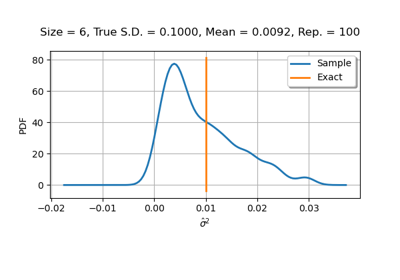 Size = 6, True S.D. = 0.1000, Mean = 0.0092, Rep. = 100
80
60
40
20
0
PDF
Sample
Exact
−0.02 −0.01 0.00 0.01 0.02 0.03
σ̂²